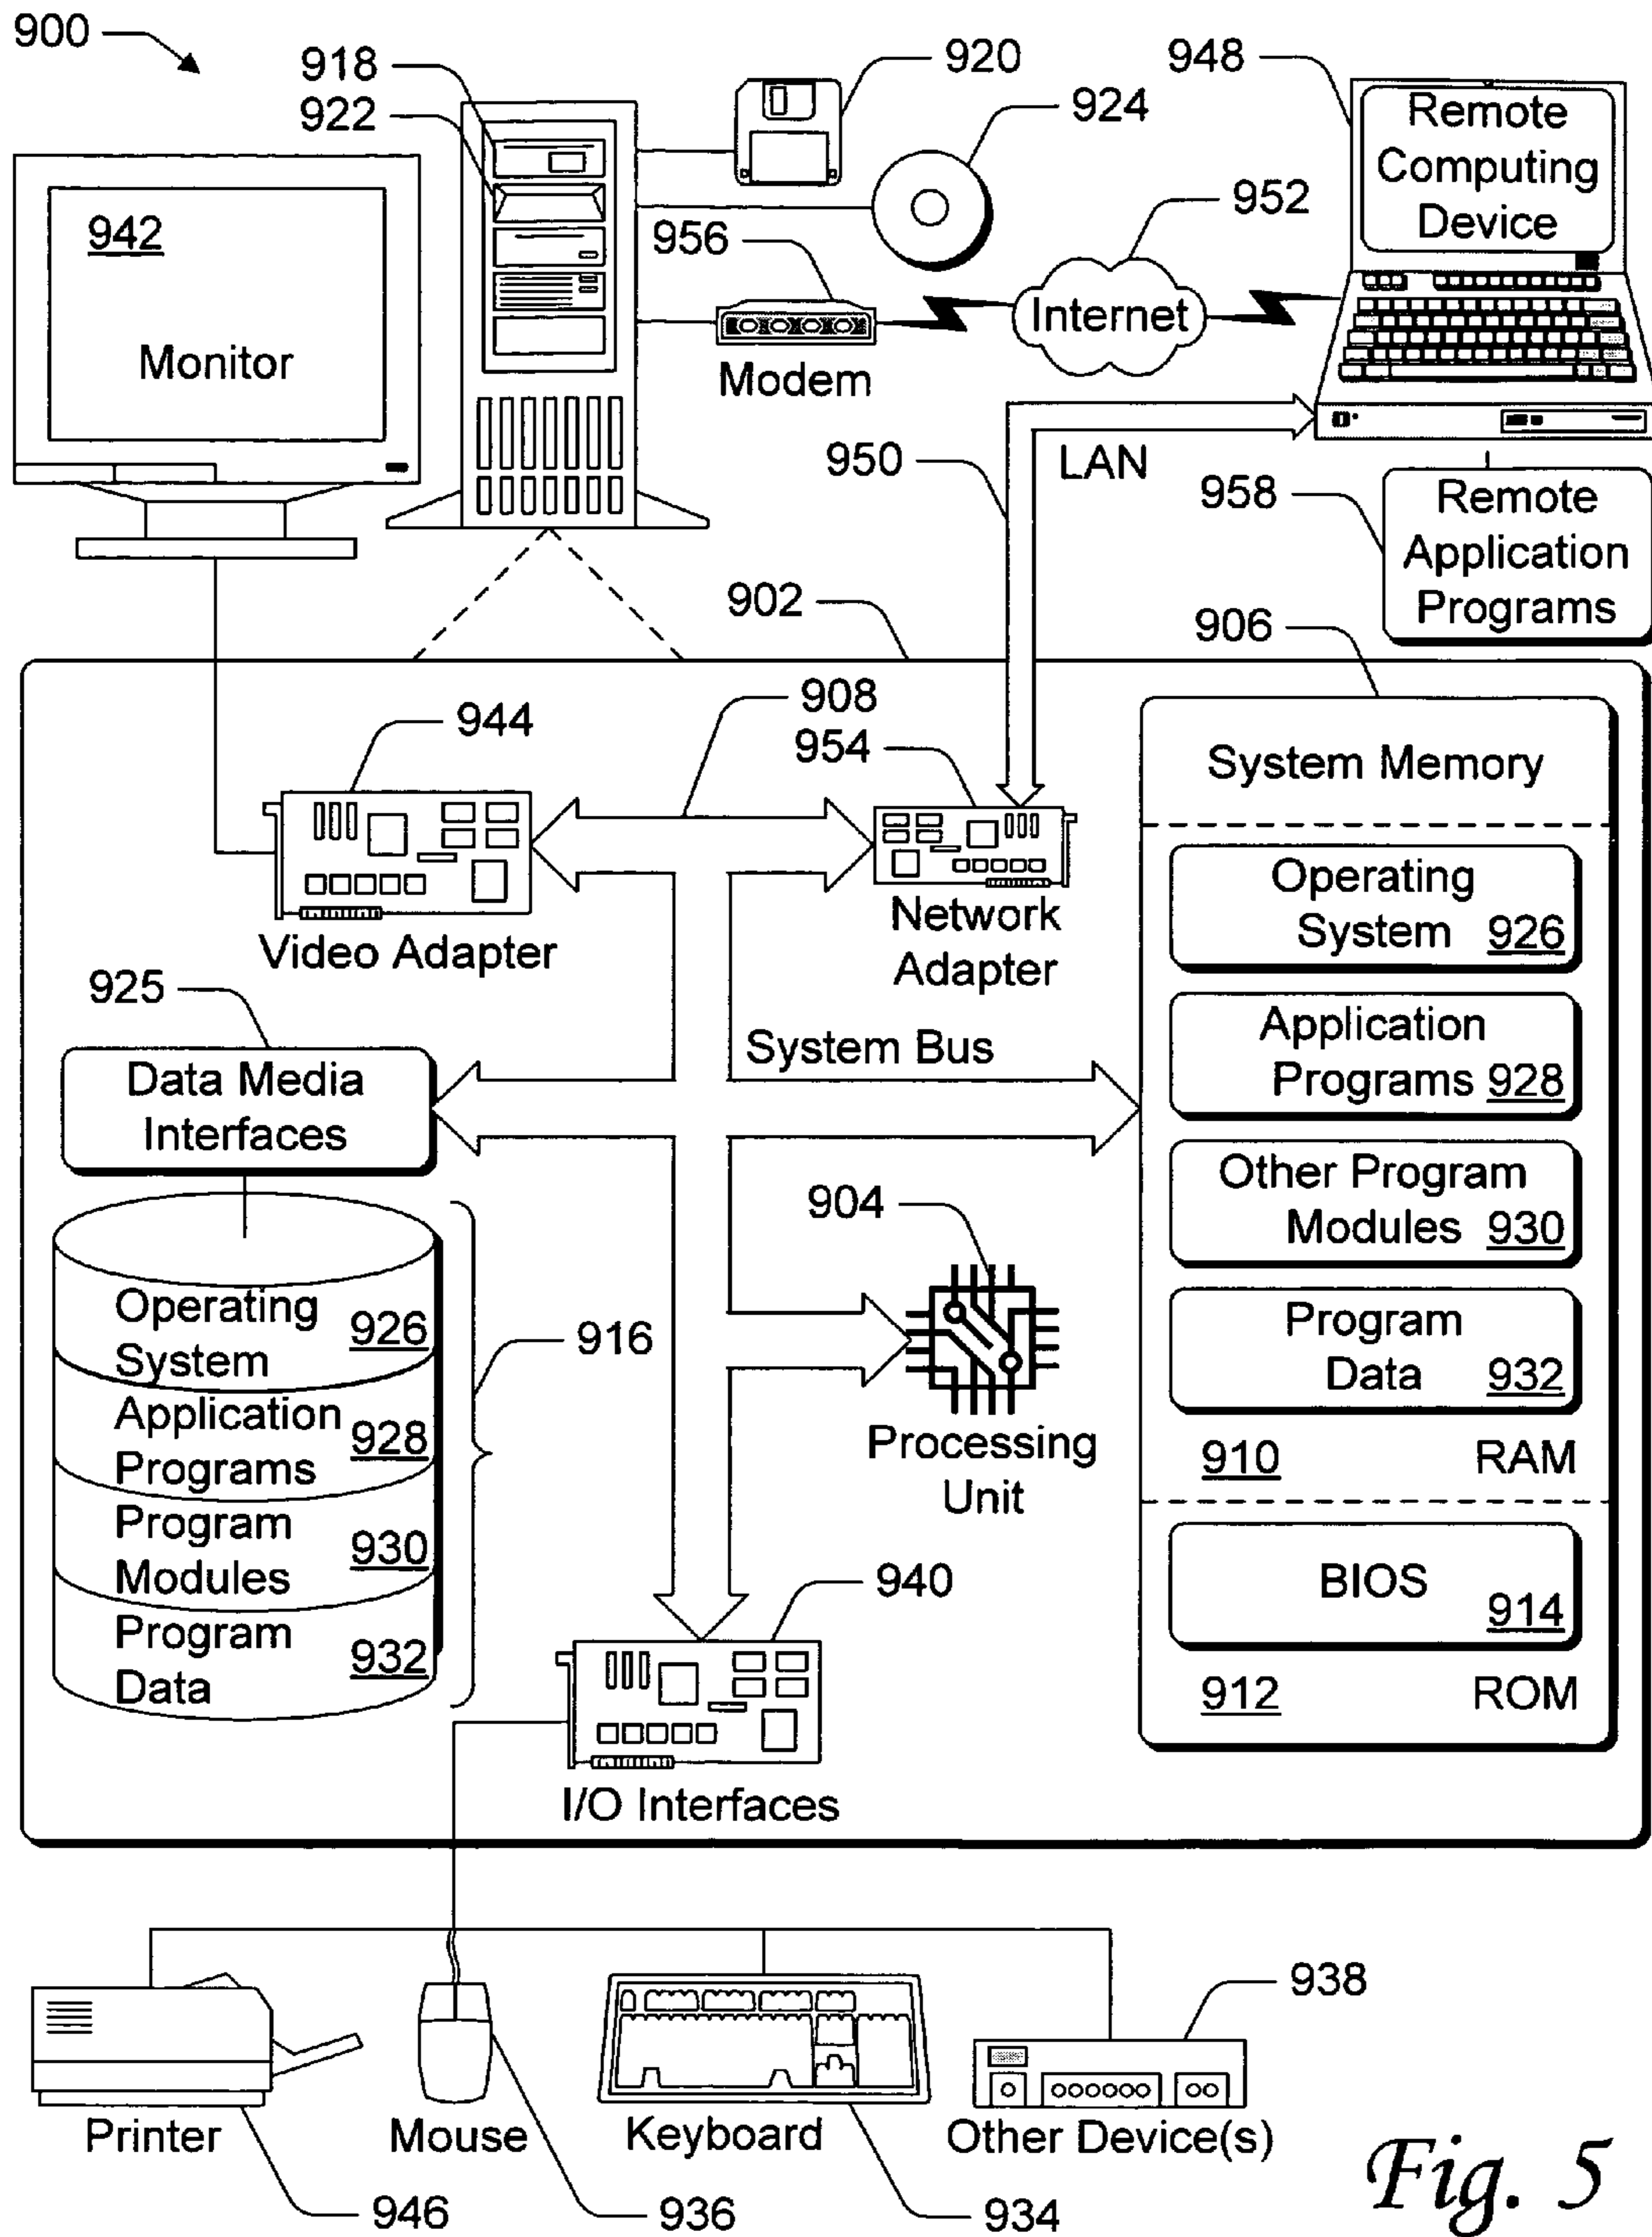 900
918
922
920
924
948
Remote
Computing
Device
942
956
952
Internet
Monitor
Modem
950
LAN
958
Remote
Application
Programs
902
906
908
944
954
System Memory
Operating
System 926
Video Adapter
Network
Adapter
925
Application
Programs 928
System Bus
Data Media
Interfaces
Other Program
Modules 930
904
Operating
System 926
916
Program
Data 932
Application
Programs 928
Processing
Unit
910 RAM
Program
Modules 930
940
BIOS
914
Program
Data 932
912 ROM
I/O Interfaces
938
Printer
Mouse
Keyboard
Other Device(s)
946
936
934
Fig. 5